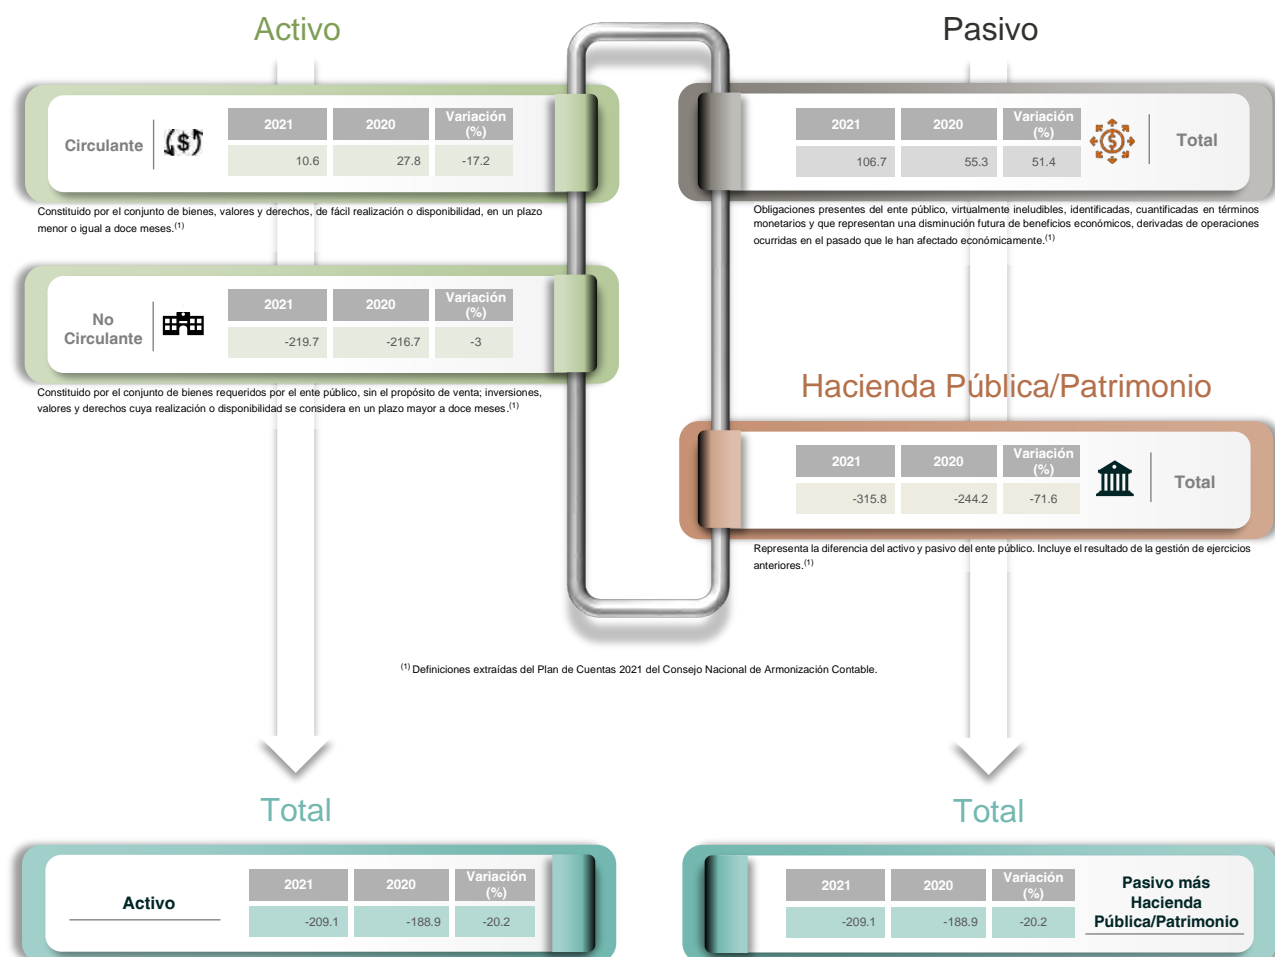 Activo
Circulante
2021 2020 Variación (%)
10.6 27.8 -17.2
Constituido por el conjunto de bienes, valores y derechos, de fácil realización o disponibilidad, en un plazo
menor o igual a doce meses.(1)
No
Circulante
2021 2020 Variación (%)
-219.7 -216.7 -3
Constituido por el conjunto de bienes requeridos por el ente público, sin el propósito de venta; inversiones,
valores y derechos cuya realización o disponibilidad se considera en un plazo mayor a doce meses.(1)
Pasivo
2021 2020 Variación (%)
106.7 55.3 51.4
Total
Obligaciones presentes del ente público, virtualmente ineludibles, identificadas, cuantificadas en términos
monetarios y que representan una disminución futura de beneficios económicos, derivadas de operaciones
ocurridas en el pasado que le han afectado económicamente.(1)
Hacienda Pública/Patrimonio
2021 2020 Variación (%)
-315.8 -244.2 -71.6
Total
Representa la diferencia del activo y pasivo del ente público. Incluye el resultado de la gestión de ejercicios
anteriores.(1)
(1) Definiciones extraídas del Plan de Cuentas 2021 del Consejo Nacional de Armonización Contable.
Total
Activo
2021 2020 Variación (%)
-209.1 -188.9 -20.2
Total
2021 2020 Variación (%)
-209.1 -188.9 -20.2
Pasivo más
Hacienda
Pública/Patrimonio